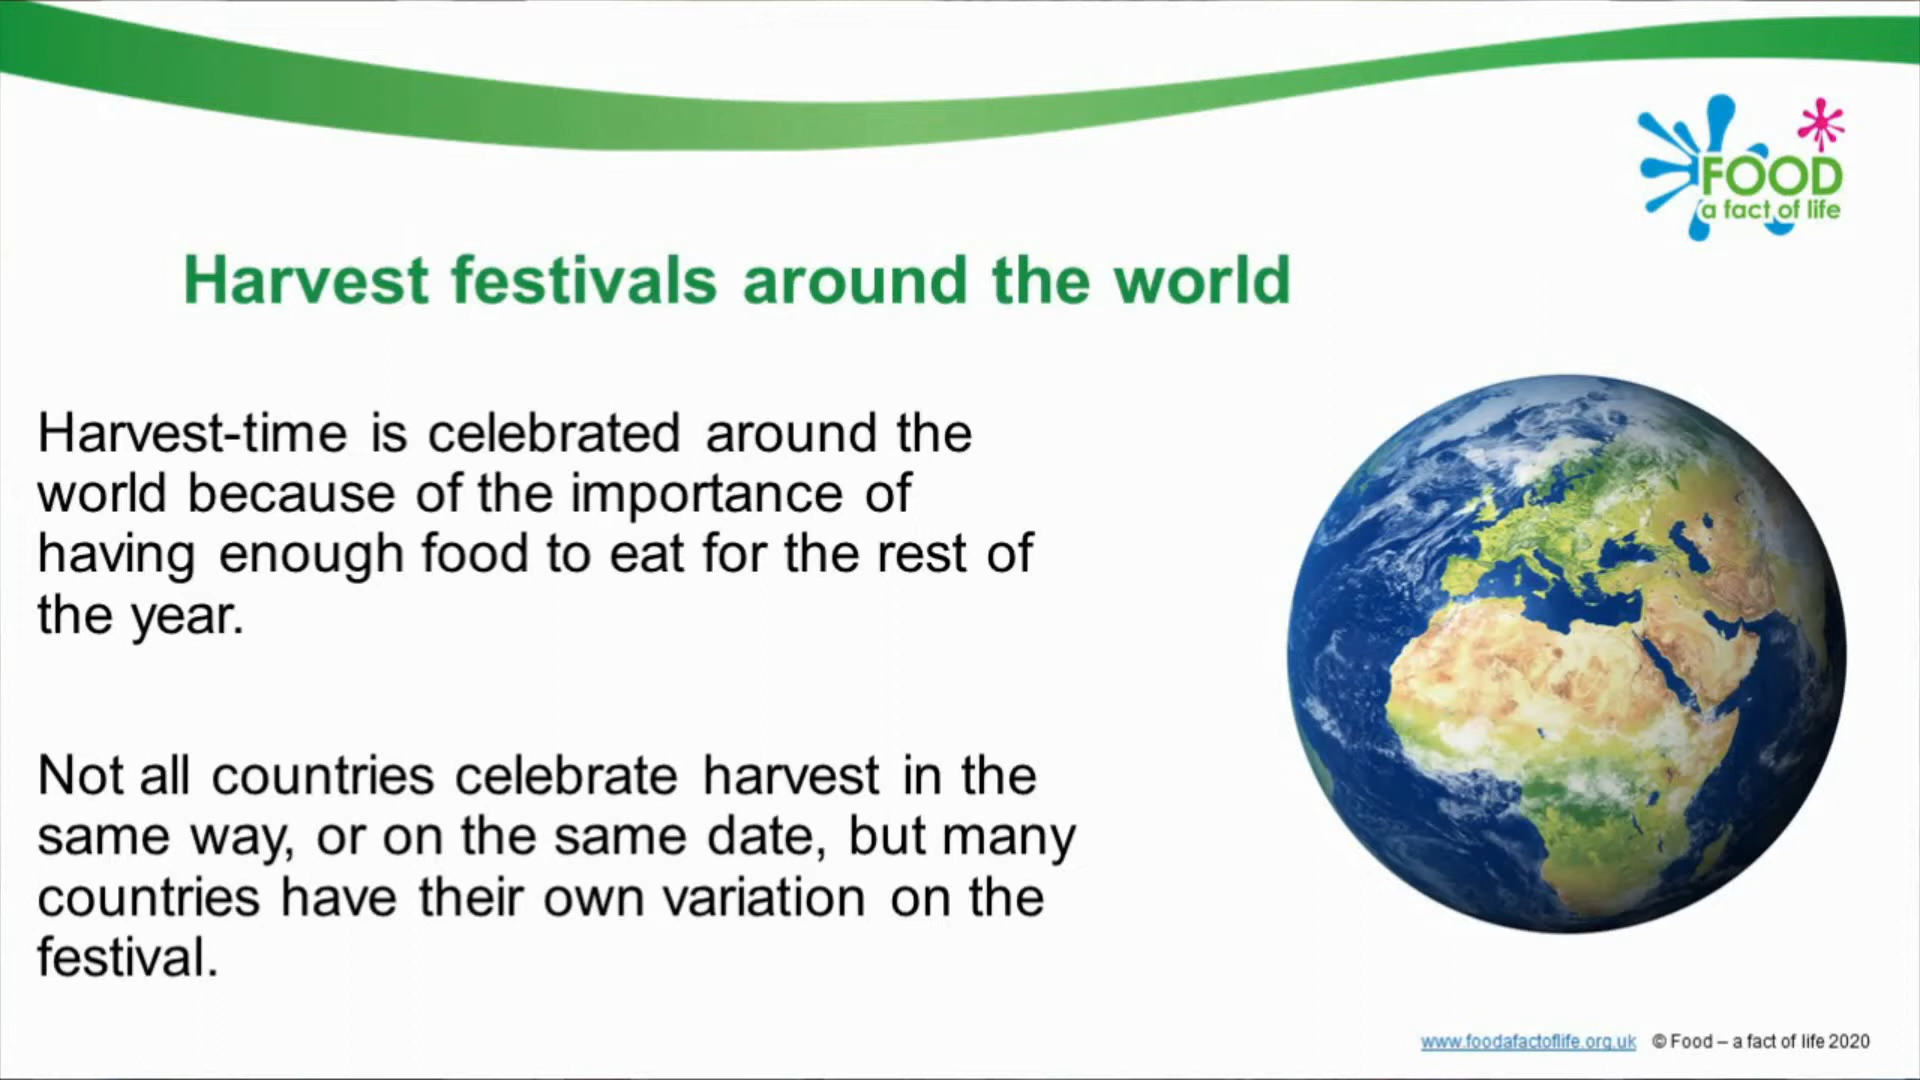 FOOD
a fact of life
Harvest festivals around the world
Harvest-time is celebrated around the
world because of the importance of
having enough food to eat for the rest of
the year.
Not all countries celebrate harvest in the
same way, or on the same date, but many
countries have their own variation on the
festival.
www.foodafactoflife.org.uk © Food – a fact of life 2020